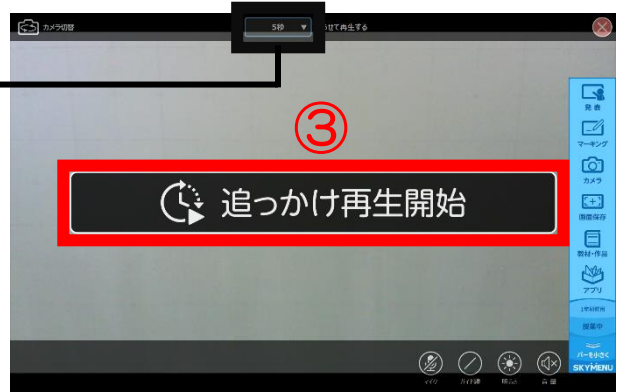 カメラ切替
5秒 ▼ せて再生する
③
追っかけ再生開始
発表
マーキング
カメラ
画面保存
教材・作品
アプリ
授業中
バーを小さく
SKYMENU
マイク
音量